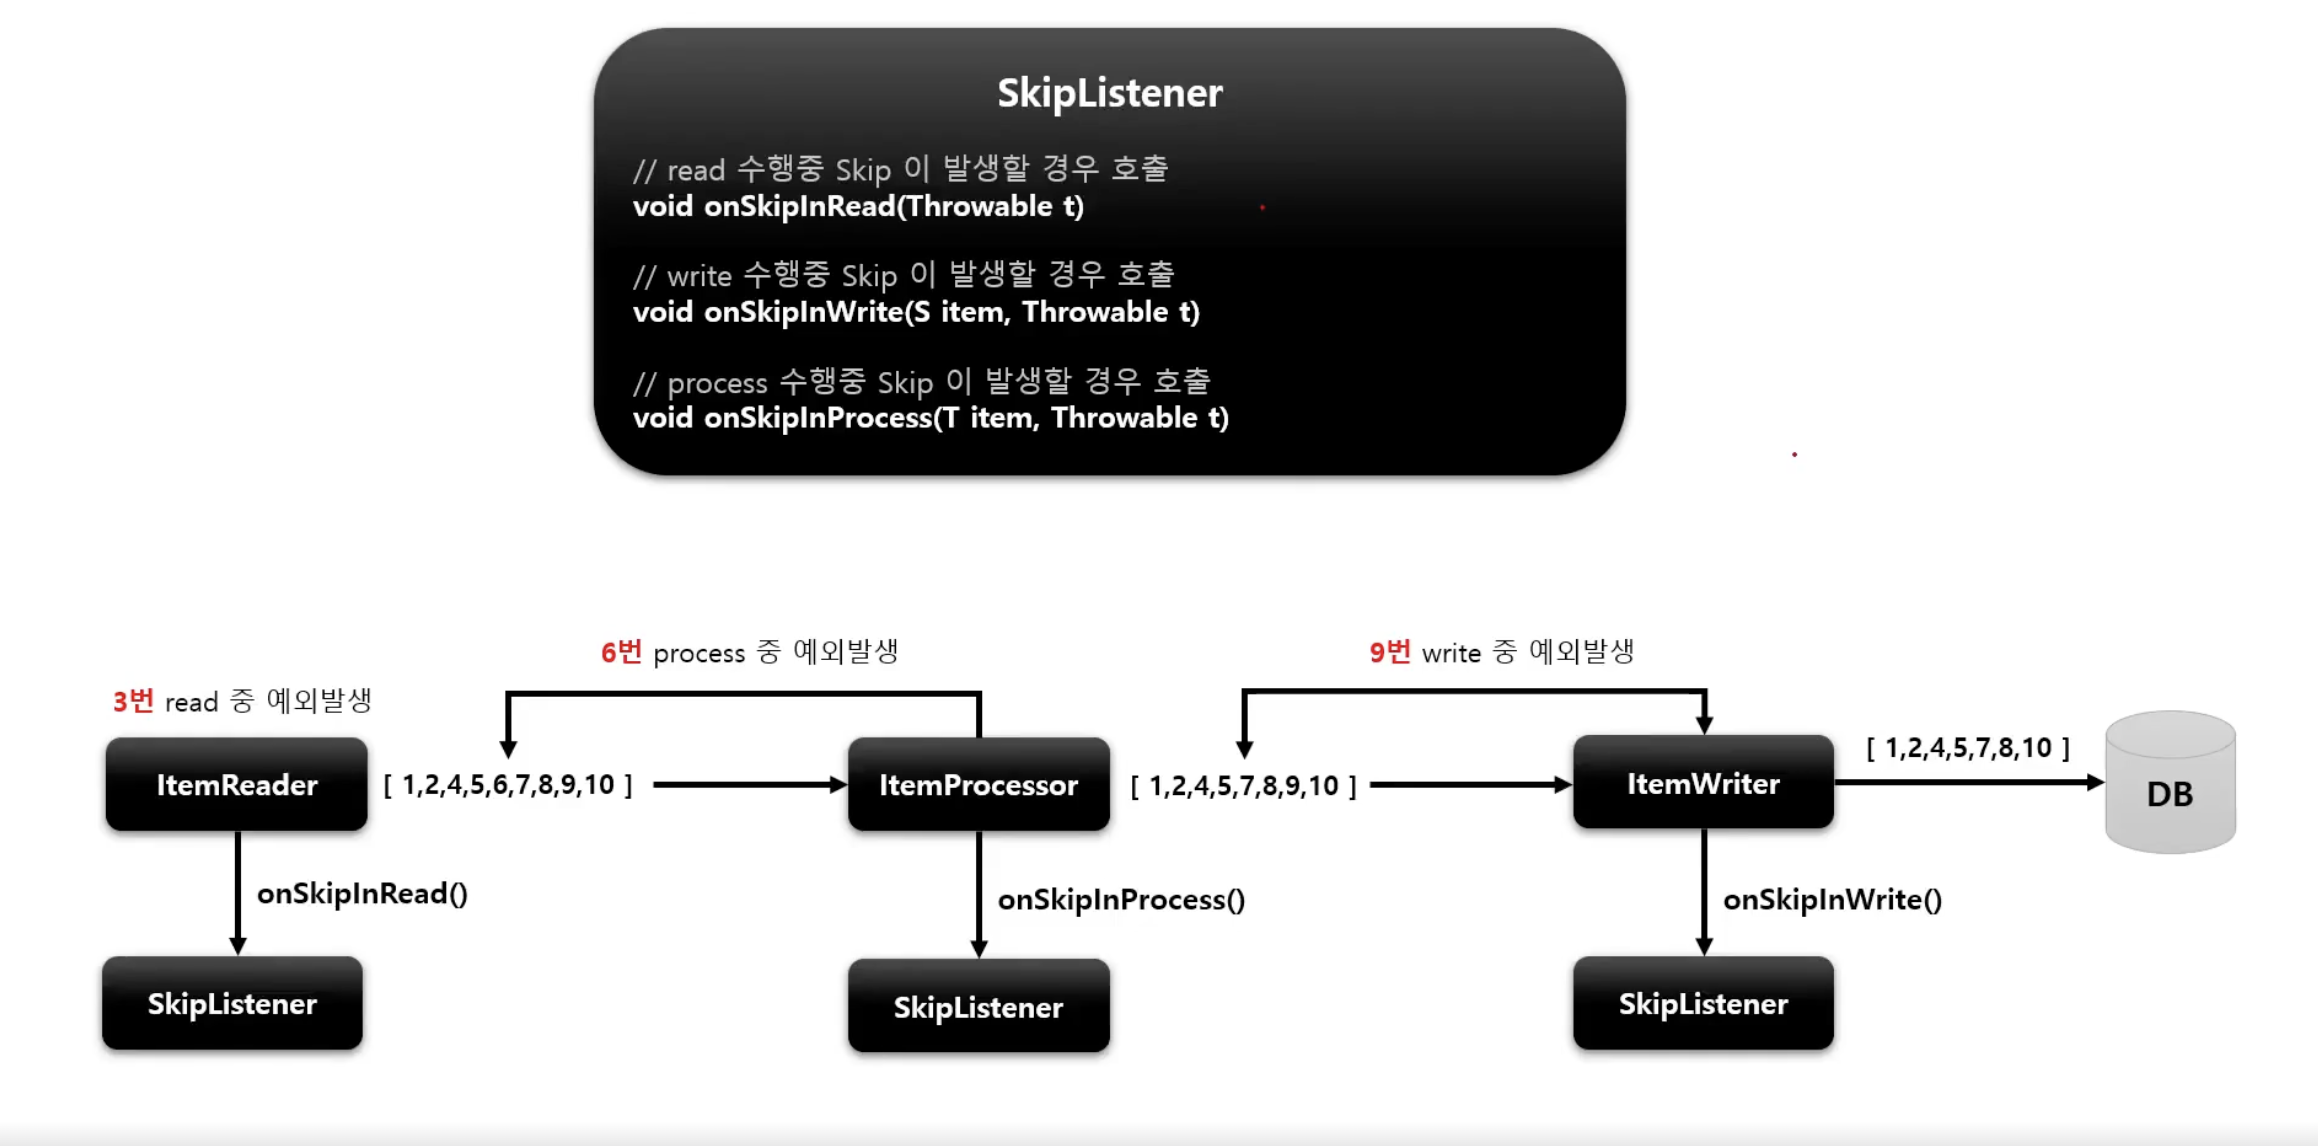 SkipListener
// read 수행중 Skip 이 발생할 경우 호출
void onSkipInRead(Throwable t)
// write 수행중 Skip 이 발생할 경우 호출
void onSkipInWrite(S item, Throwable t)
// process 수행중 Skip 이 발생할 경우 호출
void onSkipInProcess(T item, Throwable t)
3번 read 중 예외발생
6번 process 중 예외발생
9번 write 중 예외발생
ItemReader
[ 1,2,4,5,6,7,8,9,10 ]
ItemProcessor
[ 1,2,4,5,7,8,9,10 ]
ItemWriter
[ 1,2,4,5,7,8,10 ]
DB
onSkipInRead()
onSkipInProcess()
onSkipInWrite()
SkipListener
SkipListener
SkipListener